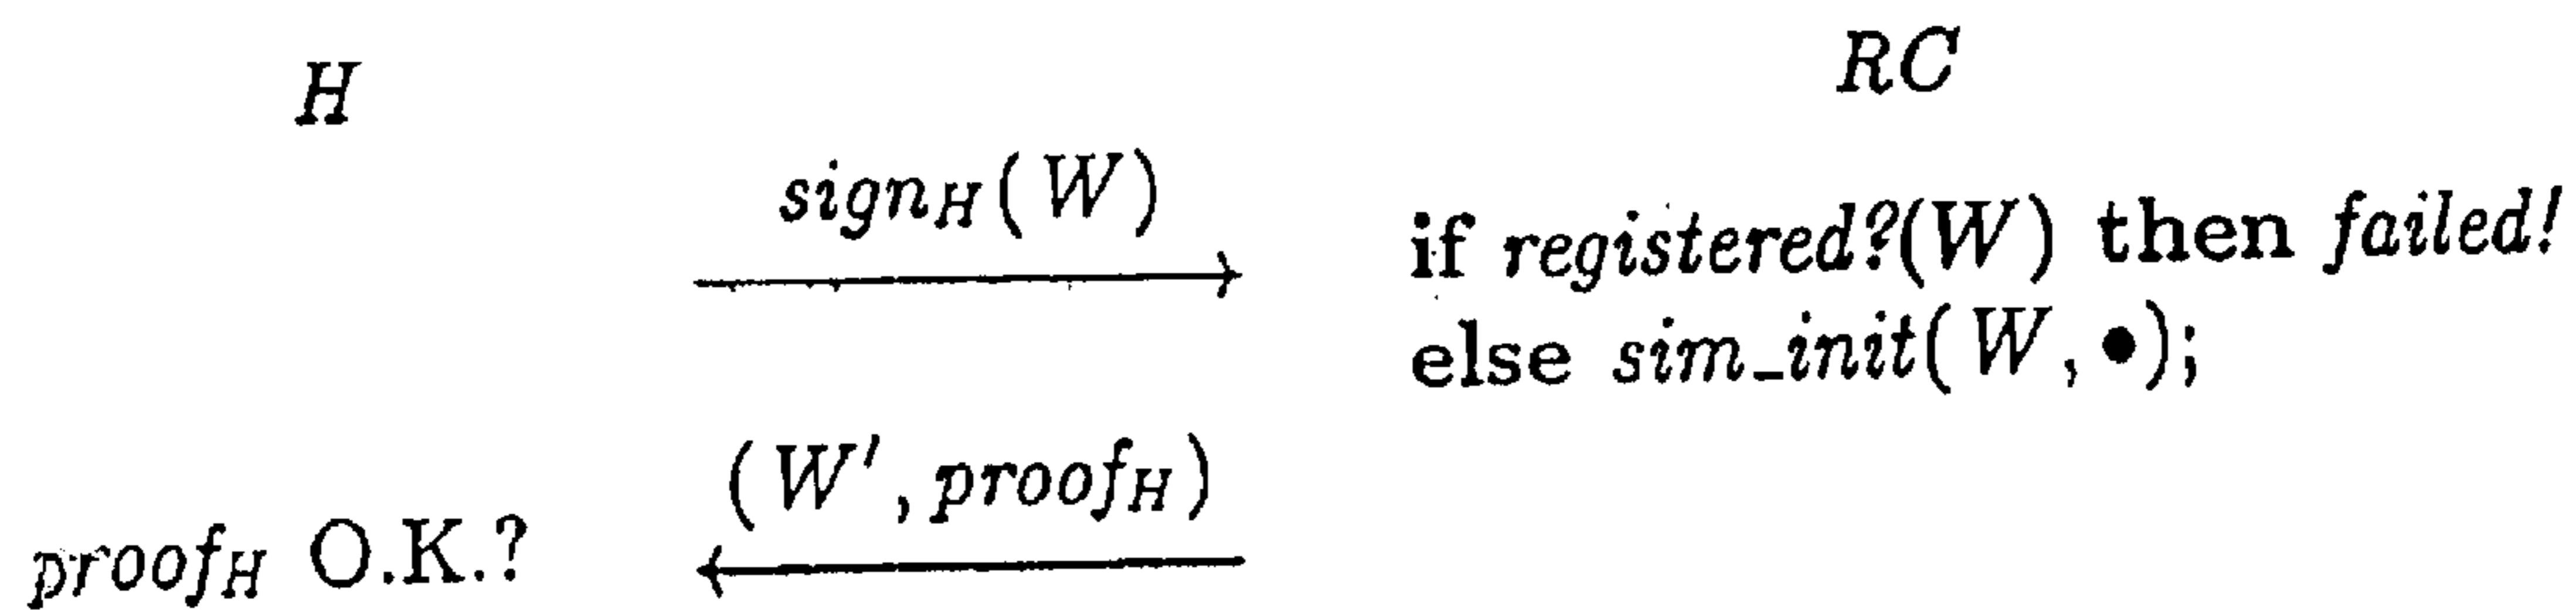 H
RC
sign_H(W)
if registered?(W) then failed!
else sim_init(W, •);
(W', proof_H)
proof_H O.K.?